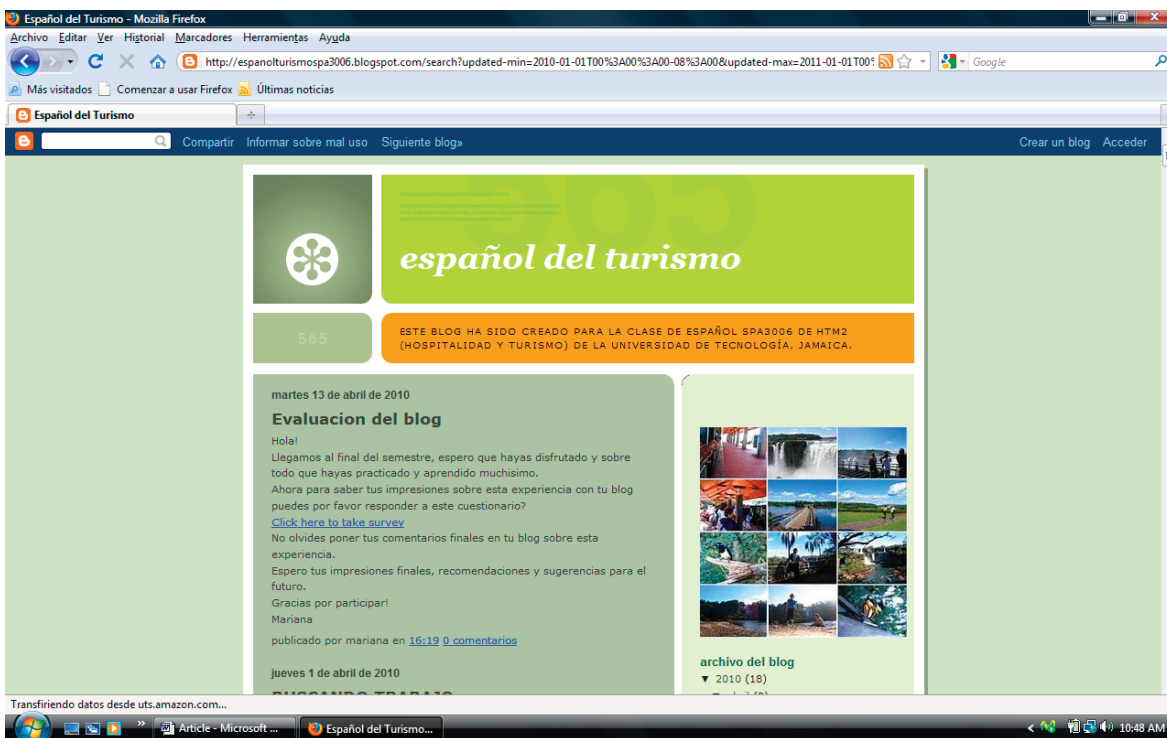 Español del Turismo - Mozilla Firefox
Archivo Editar Ver Historial Marcadores Herramientas Ayuda
http://espanolturismospa3006.blogspot.com/search?updated-min=2010-01-01T00%3A00%3A00-08%3A00&updated-max=2011-01-01T00
Google
Más visitados Comenzar a usar Firefox Últimas noticias
Español del Turismo
Compartir Informar sobre mal uso Siguiente blog»
Crear un blog Acceder
565
español del turismo
565
ESTE BLOG HA SIDO CREADO PARA LA CLASE DE ESPAÑOL SPA3006 DE HTM2
(HOSPITALIDAD Y TURISMO) DE LA UNIVERSIDAD DE TECNOLOGÍA, JAMAICA.
martes 13 de abril de 2010
Evaluacion del blog
Hola!
Llegamos al final del semestre, espero que hayas disfrutado y sobre
todo que hayas practicado y aprendido muchisimo.
Ahora para saber tus impresiones sobre esta experiencia con tu blog
puedes por favor responder a este cuestionario?
Click here to take survey
No olvides poner tus comentarios finales en tu blog sobre esta
experiencia.
Espero tus impresiones finales, recomendaciones y sugerencias para el
futuro.
Gracias por participar!
Mariana
publicado por mariana en 16:19 0 comentarios
jueves 1 de abril de 2010
BUSCANDO TRABAJO
archivo del blog
▼ 2010 (18)
Transfiriendo datos desde uts.amazon.com...
Article - Microsoft ...
Español del Turismo...
10:48 AM